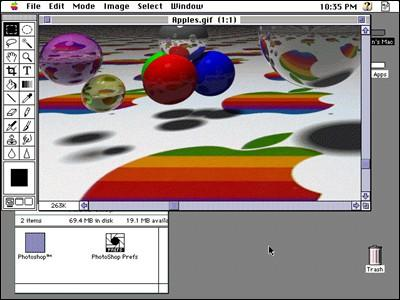 File Edit Mode Image Select Window 10:35 PM
Apples.gif (1:1)
n's Mac
Apps
263K
2 items 69.4 MB in disk 19.1 MB availa
Photoshop™
PREFS
PhotoShop Prefs
Trash